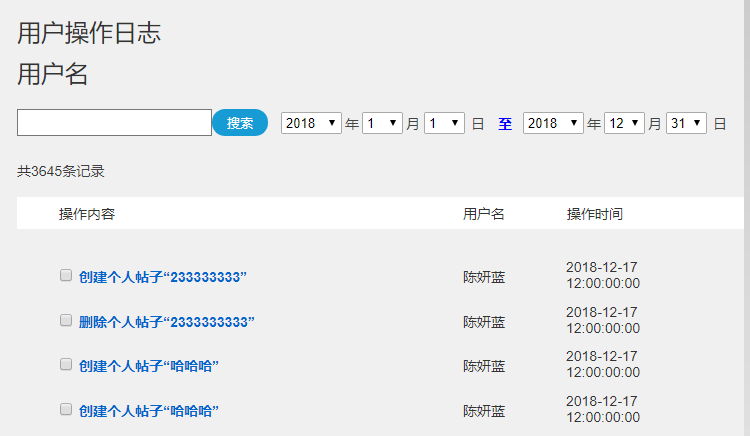 用户操作日志
用户名
搜索 2018 年 1 月 1 日 至 2018 年 12 月 31 日
共3645条记录
操作内容 用户名 操作时间
创建个人帖子“233333333” 陈妍蓝 2018-12-17 12:00:00:00
删除个人帖子“2333333333” 陈妍蓝 2018-12-17 12:00:00:00
创建个人帖子“哈哈哈” 陈妍蓝 2018-12-17 12:00:00:00
创建个人帖子“哈哈哈” 陈妍蓝 2018-12-17 12:00:00:00